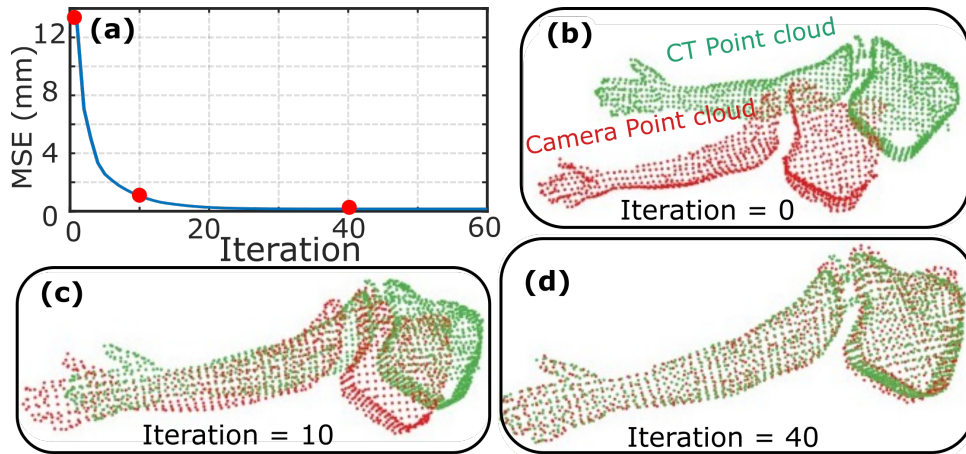 (a)
12
8
4
0
MSE (mm)
0 20 40 60
Iteration
(b)
CT Point cloud
Camera Point cloud
Iteration = 0
(c)
Iteration = 10
(d)
Iteration = 40